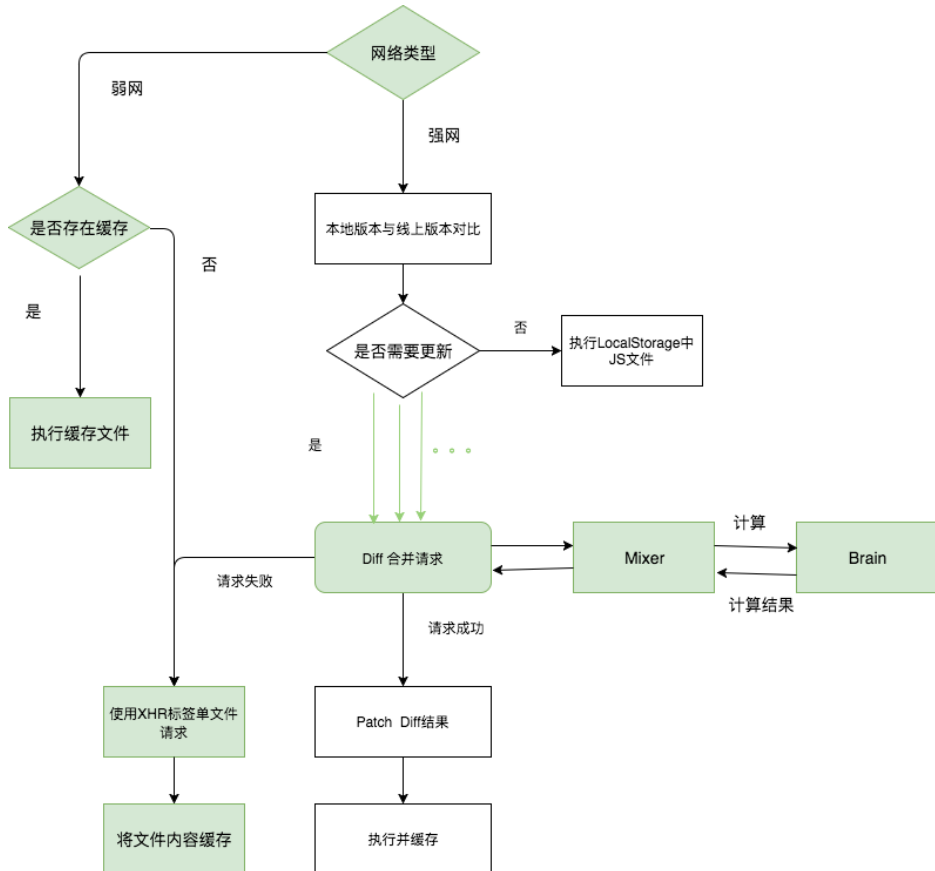 网络类型
弱网
强网
是否存在缓存
本地版本与线上版本对比
否
是
是否需要更新
否
执行LocalStorage中
JS文件
执行缓存文件
是
Diff 合并请求
Mixer
计算
Brain
计算结果
请求失败
请求成功
使用XHR标签单文件
请求
Patch Diff结果
将文件内容缓存
执行并缓存